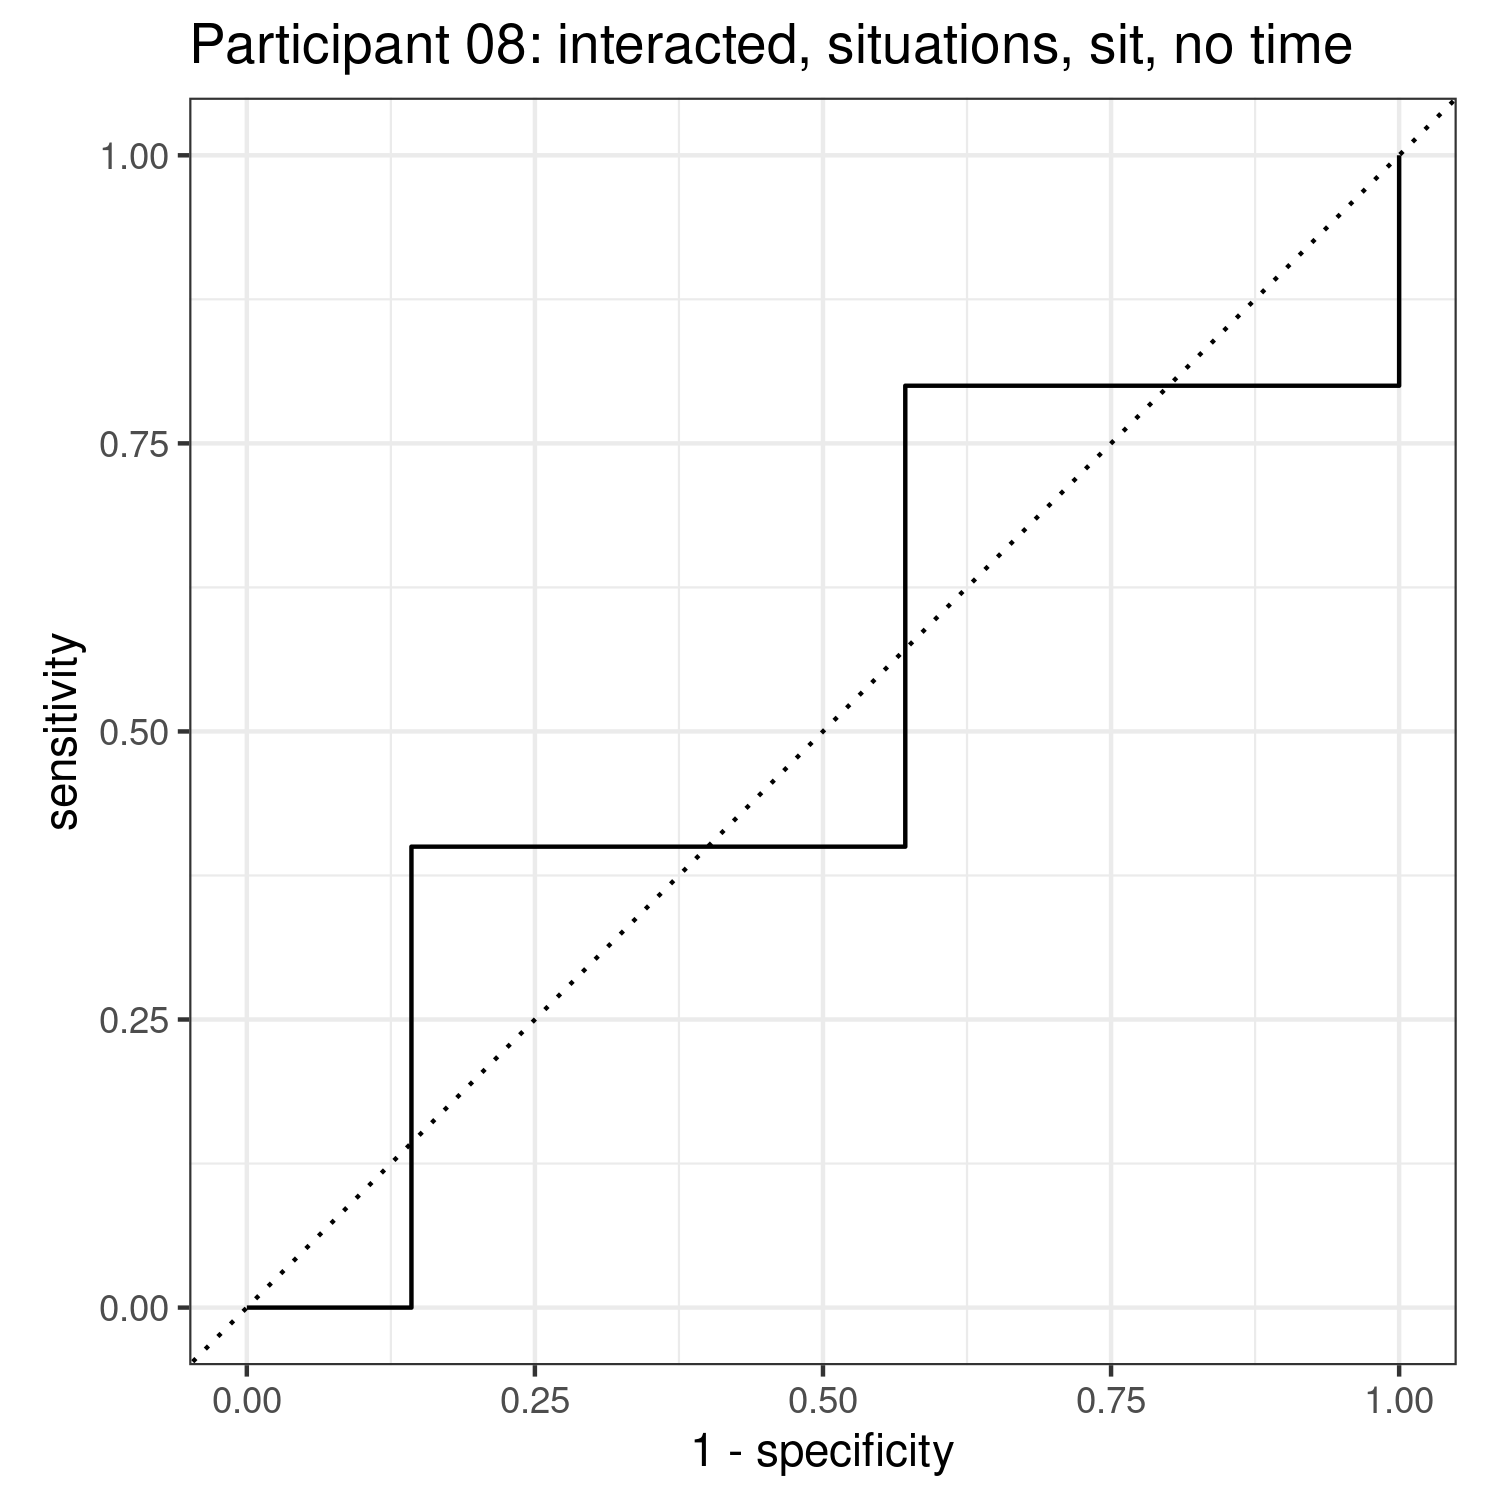 Participant 08: interacted, situations, sit, no time
sensitivity
1.00
0.75
0.50
0.25
0.00
0.00 0.25 0.50 0.75 1.00
1 - specificity